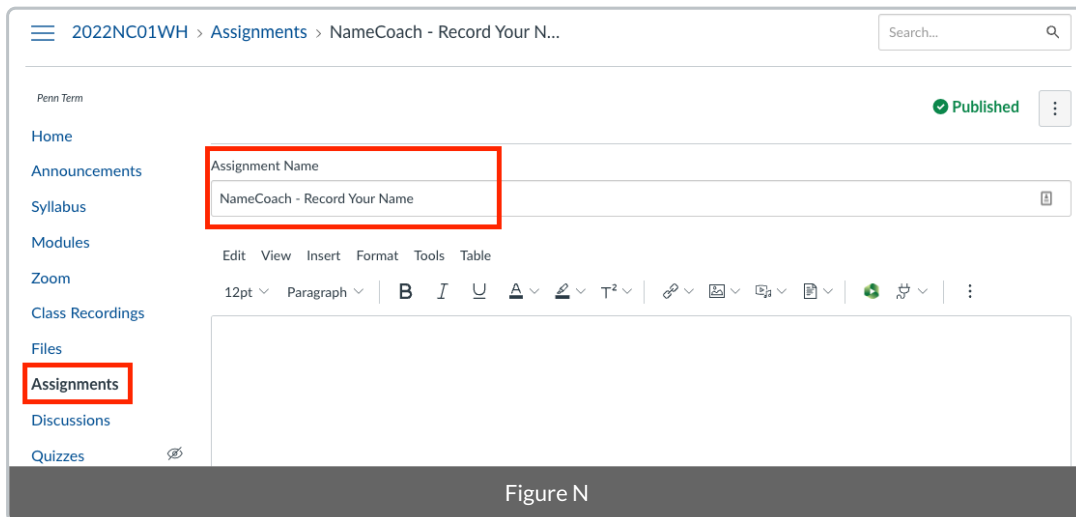 2022NC01WH > Assignments > NameCoach - Record Your N...
Search...
Penn Term
Published
Home
Announcements
Syllabus
Modules
Zoom
Class Recordings
Files
Assignments
Discussions
Quizzes
Assignment Name
NameCoach - Record Your Name
Edit View Insert Format Tools Table
12pt Paragraph B I U A T²
Figure N